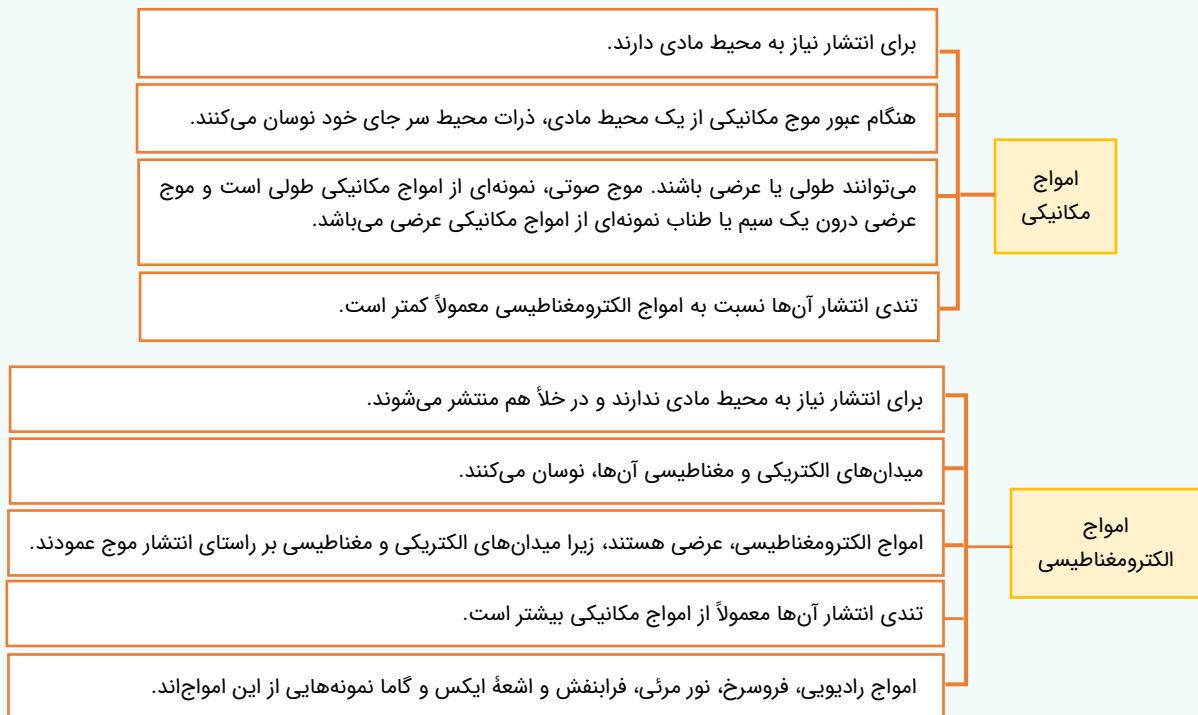 امواج
مکانیکی
برای انتشار نیاز به محیط مادی دارند.
هنگام عبور موج مکانیکی از یک محیط مادی، ذرات محیط سر جای خود نوسان می‌کنند.
می‌توانند طولی یا عرضی باشند. موج صوتی، نمونه‌ای از امواج مکانیکی طولی است و موج
عرضی درون یک سیم یا طناب نمونه‌ای از امواج مکانیکی عرضی می‌باشد.
تندی انتشار آن‌ها نسبت به امواج الکترومغناطیسی معمولاً کمتر است.
امواج
الکترومغناطیسی
برای انتشار نیاز به محیط مادی ندارند و در خلأ هم منتشر می‌شوند.
میدان‌های الکتریکی و مغناطیسی آن‌ها، نوسان می‌کنند.
امواج الکترومغناطیسی، عرضی هستند، زیرا میدان‌های الکتریکی و مغناطیسی بر راستای انتشار موج عمودند.
تندی انتشار آن‌ها معمولاً از امواج مکانیکی بیشتر است.
امواج رادیویی، فروسرخ، نور مرئی، فرابنفش و اشعهٔ ایکس و گاما نمونه‌هایی از این امواج‌اند.